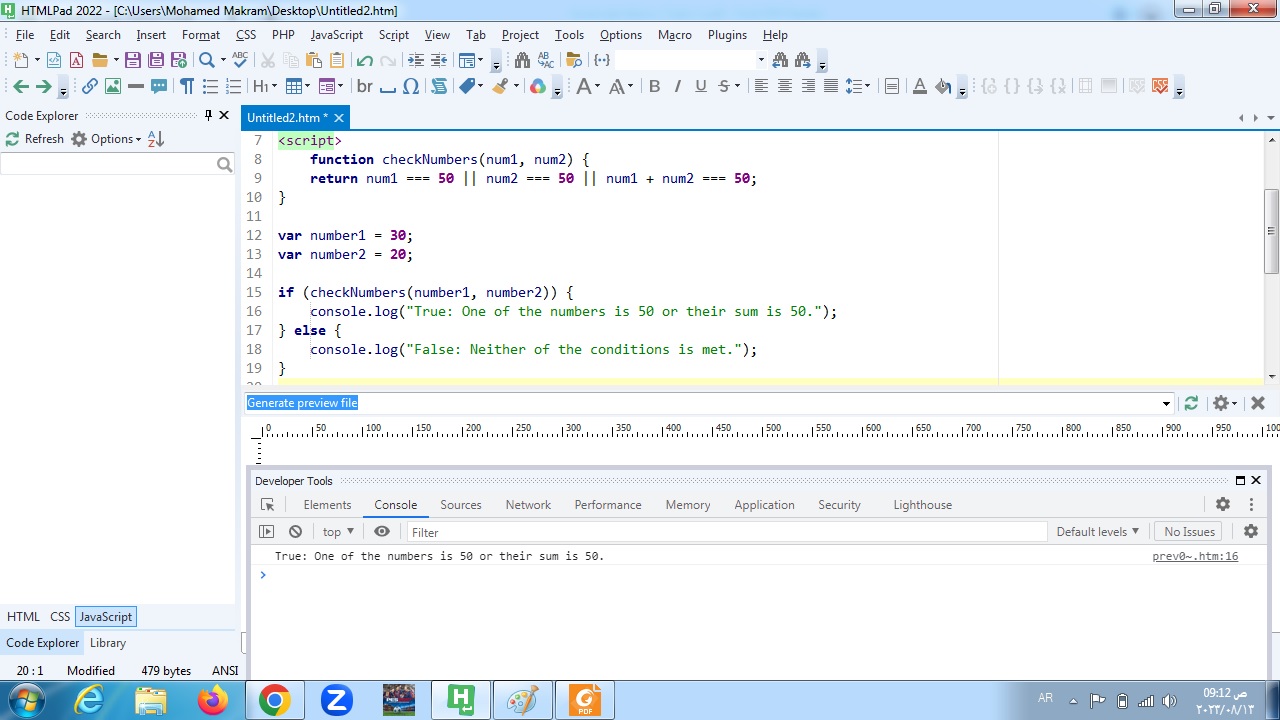 HTMLPad 2022 - [C:\Users\Mohamed Makram\Desktop\Untitled2.htm]
File Edit Search Insert Format CSS PHP JavaScript Script View Tab Project Tools Options Macro Plugins Help
Code Explorer
Refresh Options
Untitled2.htm *
7 <script>
8 function checkNumbers(num1, num2) {
9 return num1 === 50 || num2 === 50 || num1 + num2 === 50;
10 }
11
12 var number1 = 30;
13 var number2 = 20;
14
15 if (checkNumbers(number1, number2)) {
16 console.log("True: One of the numbers is 50 or their sum is 50.");
17 } else {
18 console.log("False: Neither of the conditions is met.");
19 }
20
Generate preview file
0 50 100 150 200 250 300 350 400 450 500 550 600 650 700 750 800 850 900 950 100
Developer Tools
Elements Console Sources Network Performance Memory Application Security Lighthouse
top Filter Default levels No Issues
True: One of the numbers is 50 or their sum is 50. prev0~.htm:16
>
HTML CSS JavaScript
Code Explorer Library
20 : 1 Modified 479 bytes ANSI
AR
09:12 ص
٢٠٢٣/٠٨/١٣